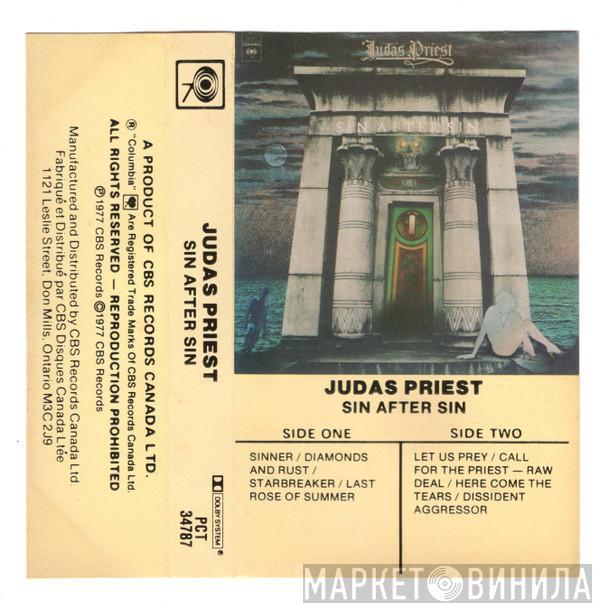 A PRODUCT OF CBS RECORDS CANADA LTD.
® "Columbia", Are Registered Trade Marks Of CBS Records Canada Ltd.
ALL RIGHTS RESERVED — REPRODUCTION PROHIBITED
℗1977 CBS Records ©1977 CBS Records
Manufactured and Distributed by CBS Records Canada Ltd
Fabriqué et Distribué par CBS Disques Canada Ltée
1121 Leslie Street, Don Mills, Ontario M3C 2J9
JUDAS PRIEST
SIN AFTER SIN
DOLBY SYSTEM ®
PCT
34787
Judas Priest
SIN AFTER SIN
JUDAS PRIEST
SIN AFTER SIN
SIDE ONE
SINNER / DIAMONDS
AND RUST /
STARBREAKER / LAST
ROSE OF SUMMER
SIDE TWO
LET US PREY / CALL
FOR THE PRIEST — RAW
DEAL / HERE COME THE
TEARS / DISSIDENT
AGGRESSOR
МАРКЕТ ВИНИЛА